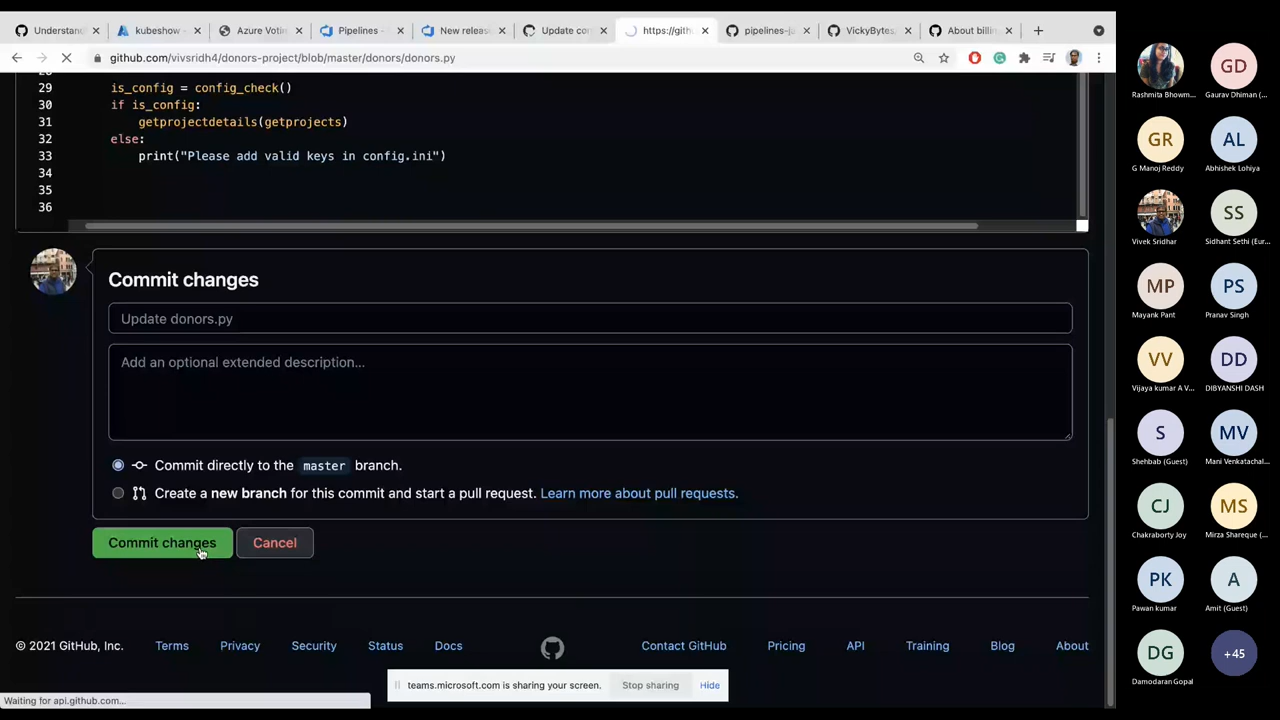 Understan
kubeshow -
Azure Voti
Pipelines -
New releas
Update con
https://gith
pipelines-ja
VickyBytes
About billin
github.com/vivsridh4/donors-project/blob/master/donors/donors.py
29 is_config = config_check()
30 if is_config:
31 getprojectdetails(getprojects)
32 else:
33 print("Please add valid keys in config.ini")
34
35
36
Commit changes
Update donors.py
Add an optional extended description...
Commit directly to the master branch.
Create a new branch for this commit and start a pull request. Learn more about pull requests.
Commit changes
Cancel
© 2021 GitHub, Inc.
Terms
Privacy
Security
Status
Docs
Contact GitHub
Pricing
API
Training
Blog
About
teams.microsoft.com is sharing your screen.
Stop sharing
Hide
Waiting for api.github.com...
Rashmita Bhowm...
GD
Gaurav Dhiman (...
GR
G Manoj Reddy
AL
Abhishek Lohiya
Vivek Sridhar
SS
Sidhant Sethi (Eur...
MP
Mayank Pant
PS
Pranav Singh
VV
Vijaya kumar A V...
DD
DIBYANSHI DASH
S
Shehbab (Guest)
MV
Mani Venkatachal...
CJ
Chakraborty Joy
MS
Mirza Shareque (...
PK
Pawan kumar
A
Amit (Guest)
DG
Damodaran Gopal
+45